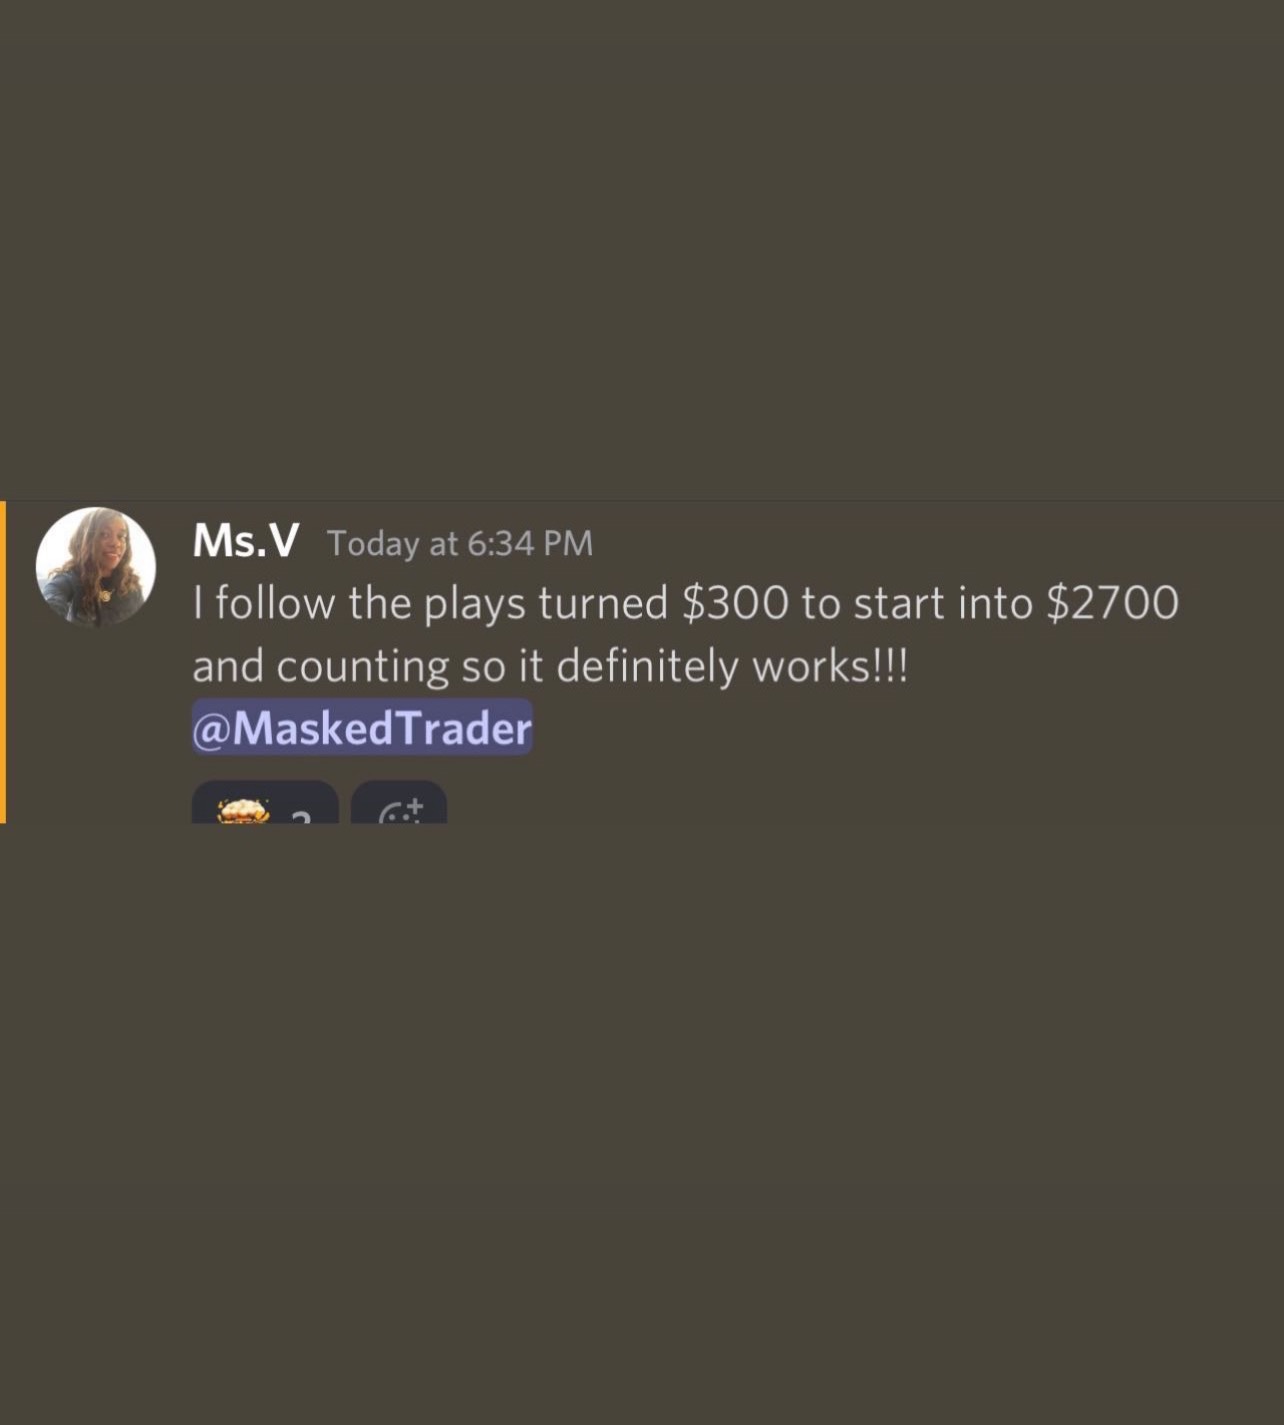 Ms.V Today at 6:34 PM
I follow the plays turned $300 to start into $2700
and counting so it definitely works!!!
@MaskedTrader